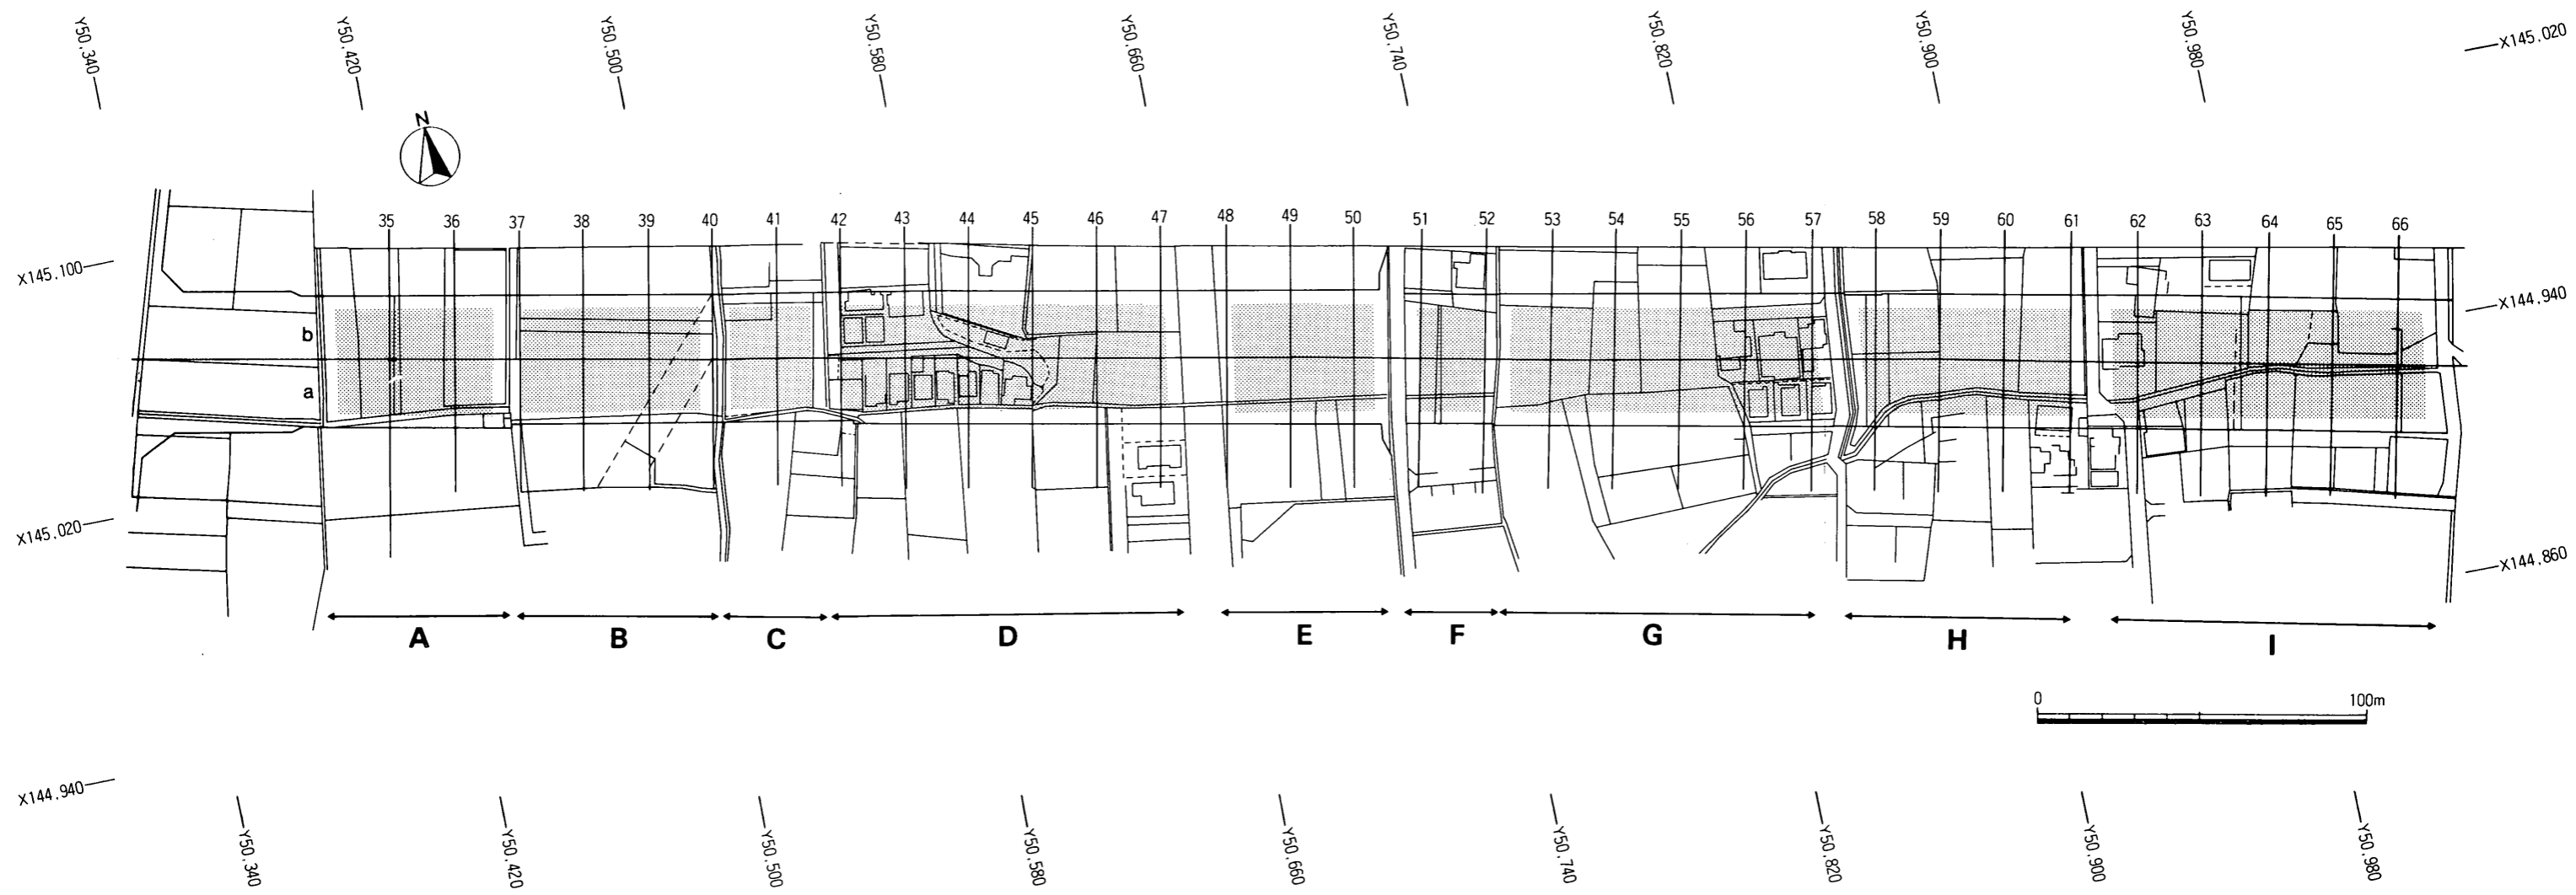 Y50.340 Y50.420 Y50.500 Y50.580 Y50.660 Y50.740 Y50.820 Y50.900 Y50.980
X145.020
N
35 36 37 38 39 40 41 42 43 44 45 46 47 48 49 50 51 52 53 54 55 56 57 58 59 60 61 62 63 64 65 66
X145.100
X144.940
b
a
X145.020
X144.860
A B C D E F G H I
0 100m
X144.940
Y50.340 Y50.420 Y50.500 Y50.580 Y50.660 Y50.740 Y50.820 Y50.900 Y50.980